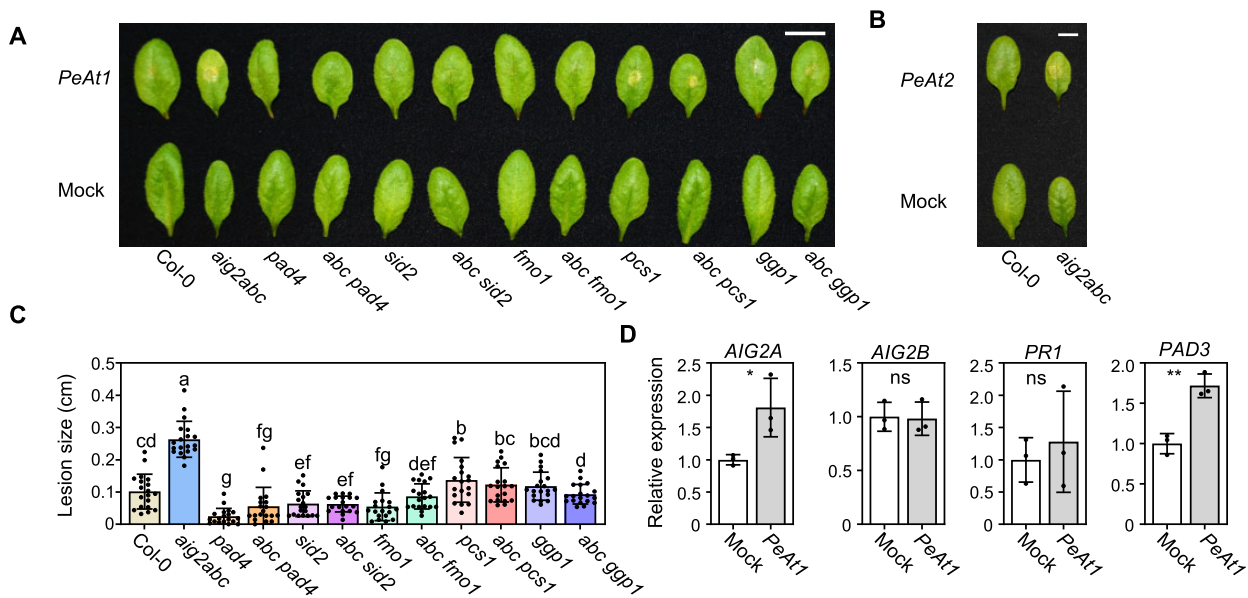 A
PeAt1
Mock
Col-0
aig2abc
pad4
abc pad4
sid2
abc sid2
fmo1
abc fmo1
pcs1
abc pcs1
ggp1
abc ggp1
B
PeAt2
Mock
Col-0
aig2abc
C
Lesion size (cm)
0.5
0.4
0.3
0.2
0.1
0
cd
a
g
fg
ef
ef
fg
def
b
bc
bcd
d
Col-0
aig2abc
pad4
abc pad4
sid2
abc sid2
fmo1
abc fmo1
pcs1
abc pcs1
ggp1
abc ggp1
D
Relative expression
AIG2A
*
2.5
2.0
1.5
1.0
0.5
0
Mock
PeAt1
AIG2B
ns
1.5
1.0
0.5
0
Mock
PeAt1
PR1
ns
2.5
2.0
1.5
1.0
0.5
0
Mock
PeAt1
PAD3
**
2.0
1.5
1.0
0.5
0
Mock
PeAt1